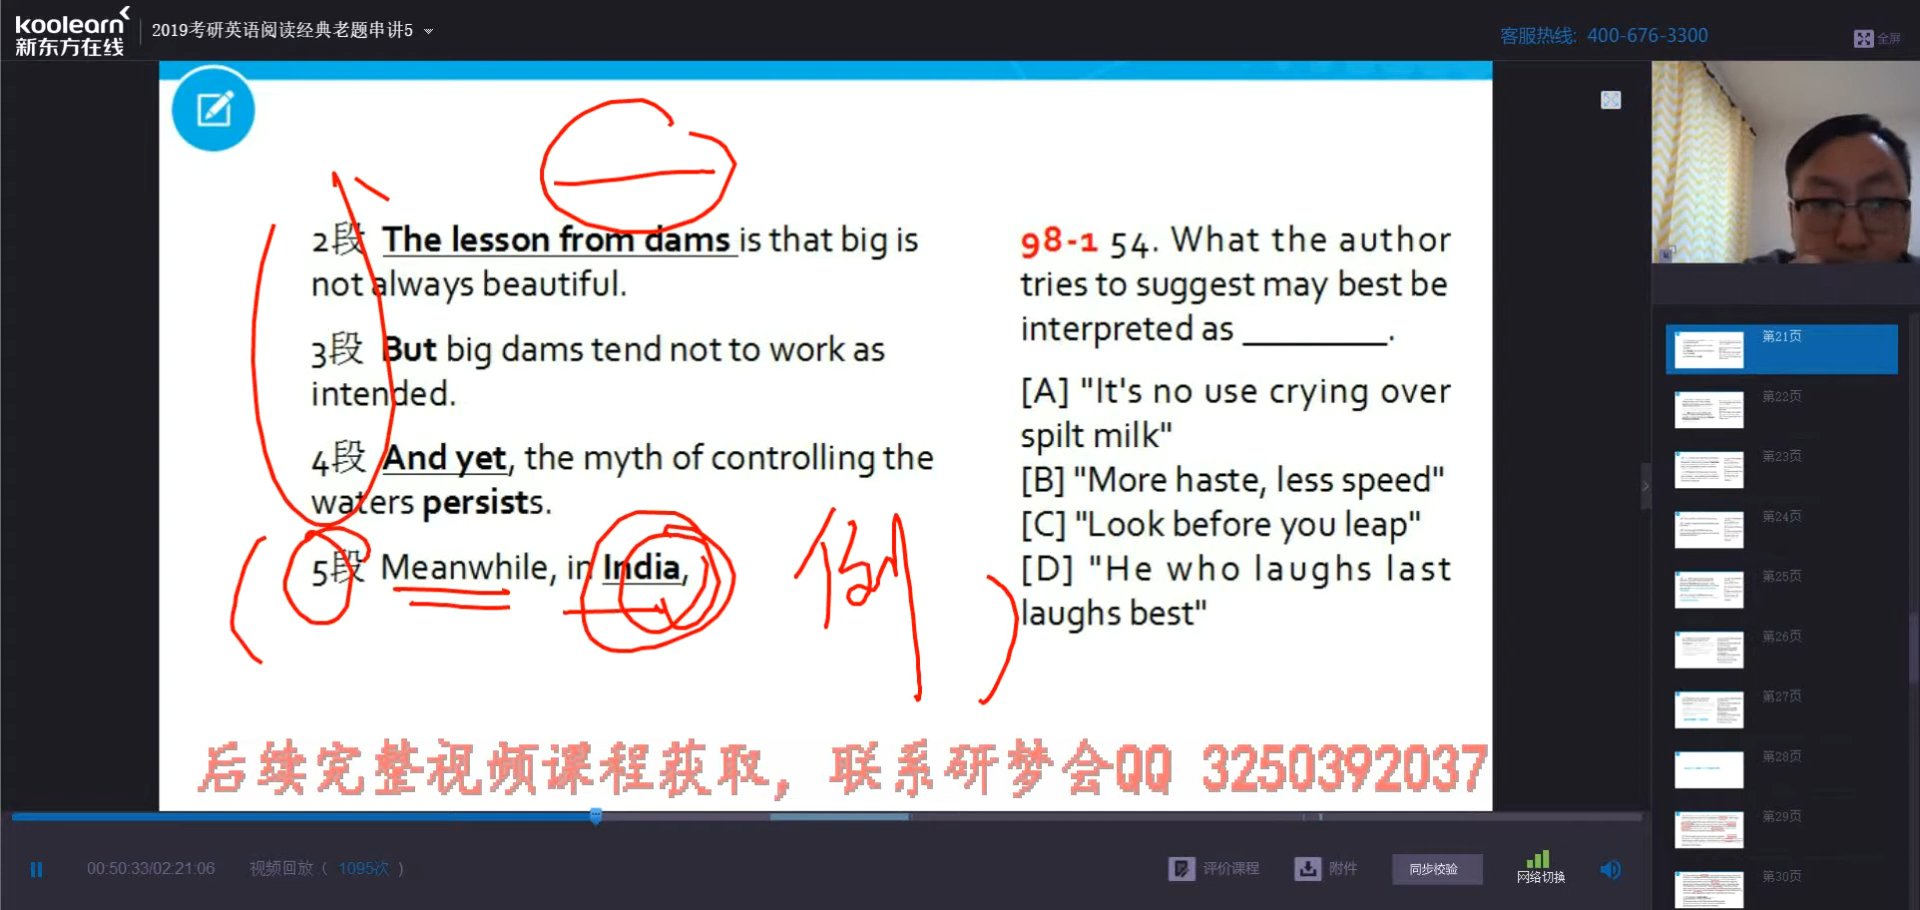 koolearn
新东方在线
2019考研英语阅读经典老题串讲5
客服热线: 400-676-3300
全屏
2段 The lesson from dams is that big is
not always beautiful.
3段 But big dams tend not to work as
intended.
4段 And yet, the myth of controlling the
waters persists.
5段 Meanwhile, in India,
例
98-1 54. What the author
tries to suggest may best be
interpreted as ________.
[A] "It's no use crying over
spilt milk"
[B] "More haste, less speed"
[C] "Look before you leap"
[D] "He who laughs last
laughs best"
后续完整视频课程获取，联系研梦会QQ 3250392037
第21页
第22页
第23页
第24页
第25页
第26页
第27页
第28页
第29页
第30页
00:50:33/02:21:06
视频回放（ 1095次 ）
评价课程
附件
同步校验
网络切换